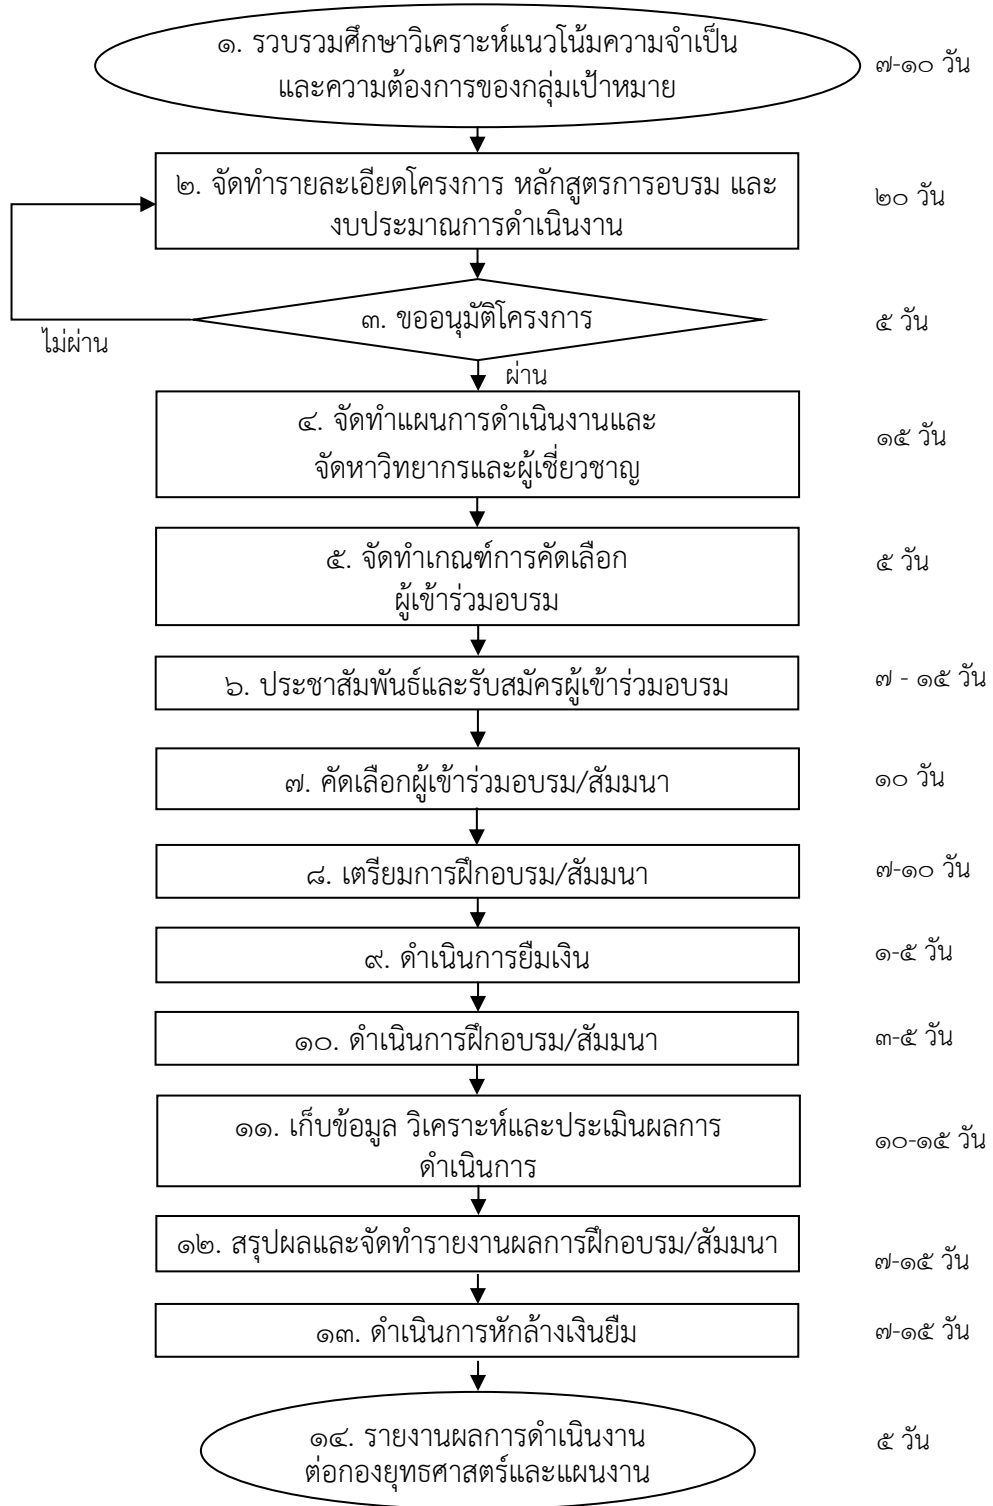 ๑. รวบรวมศึกษาวิเคราะห์แนวโน้มความจำเป็น
และความต้องการของกลุ่มเป้าหมาย
๗-๑๐ วัน
๒. จัดทำรายละเอียดโครงการ หลักสูตรการอบรม และ
งบประมาณการดำเนินงาน
๒๐ วัน
๓. ขออนุมัติโครงการ
๕ วัน
ไม่ผ่าน
ผ่าน
๔. จัดทำแผนการดำเนินงานและ
จัดหาวิทยากรและผู้เชี่ยวชาญ
๑๕ วัน
๕. จัดทำเกณฑ์การคัดเลือก
ผู้เข้าร่วมอบรม
๕ วัน
๖. ประชาสัมพันธ์และรับสมัครผู้เข้าร่วมอบรม
๗ - ๑๕ วัน
๗. คัดเลือกผู้เข้าร่วมอบรม/สัมมนา
๑๐ วัน
๘. เตรียมการฝึกอบรม/สัมมนา
๗-๑๐ วัน
๙. ดำเนินการยืมเงิน
๑-๕ วัน
๑๐. ดำเนินการฝึกอบรม/สัมมนา
๓-๕ วัน
๑๑. เก็บข้อมูล วิเคราะห์และประเมินผลการ
ดำเนินการ
๑๐-๑๕ วัน
๑๒. สรุปผลและจัดทำรายงานผลการฝึกอบรม/สัมมนา
๗-๑๕ วัน
๑๓. ดำเนินการหักล้างเงินยืม
๗-๑๕ วัน
๑๔. รายงานผลการดำเนินงาน
ต่อกองยุทธศาสตร์และแผนงาน
๕ วัน